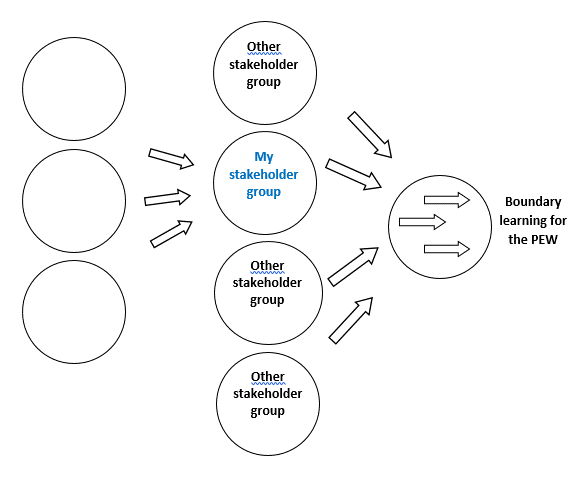 Other
stakeholder
group
My
stakeholder
group
Other
stakeholder
group
Other
stakeholder
group
Boundary
learning for
the PEW